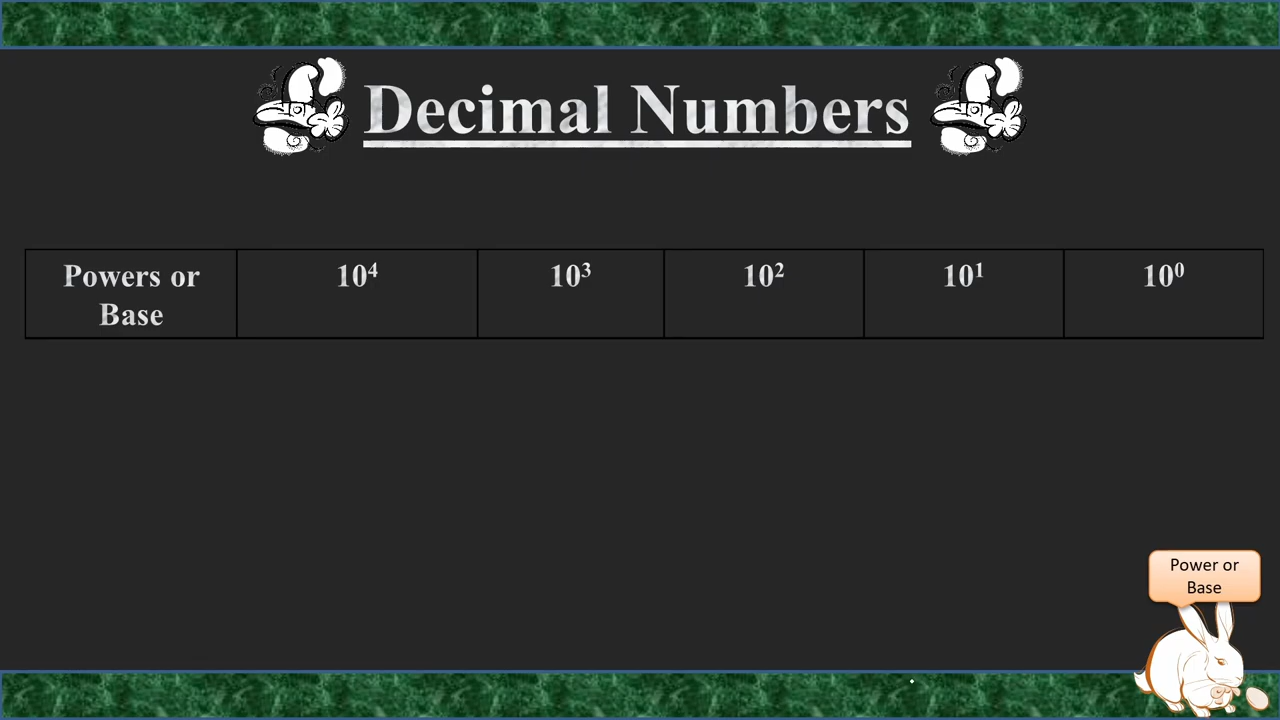 Decimal Numbers
Powers or Base 10⁴ 10³ 10² 10¹ 10⁰
Power or
Base